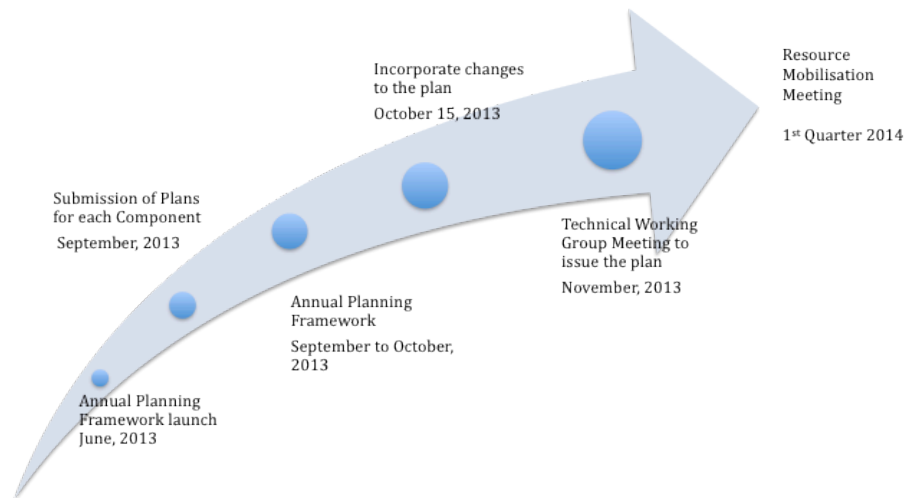 Annual Planning
Framework launch
June, 2013
Submission of Plans
for each Component
September, 2013
Annual Planning
Framework
September to October,
2013
Incorporate changes
to the plan
October 15, 2013
Technical Working
Group Meeting to
issue the plan
November, 2013
Resource
Mobilisation
Meeting
1st Quarter 2014